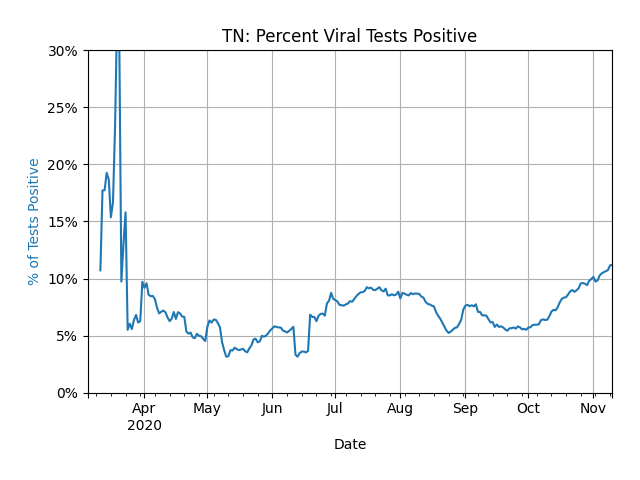 TN: Percent Viral Tests Positive
30%
25%
20%
15%
10%
5%
0%
% of Tests Positive
Apr May Jun Jul Aug Sep Oct Nov
2020
Date